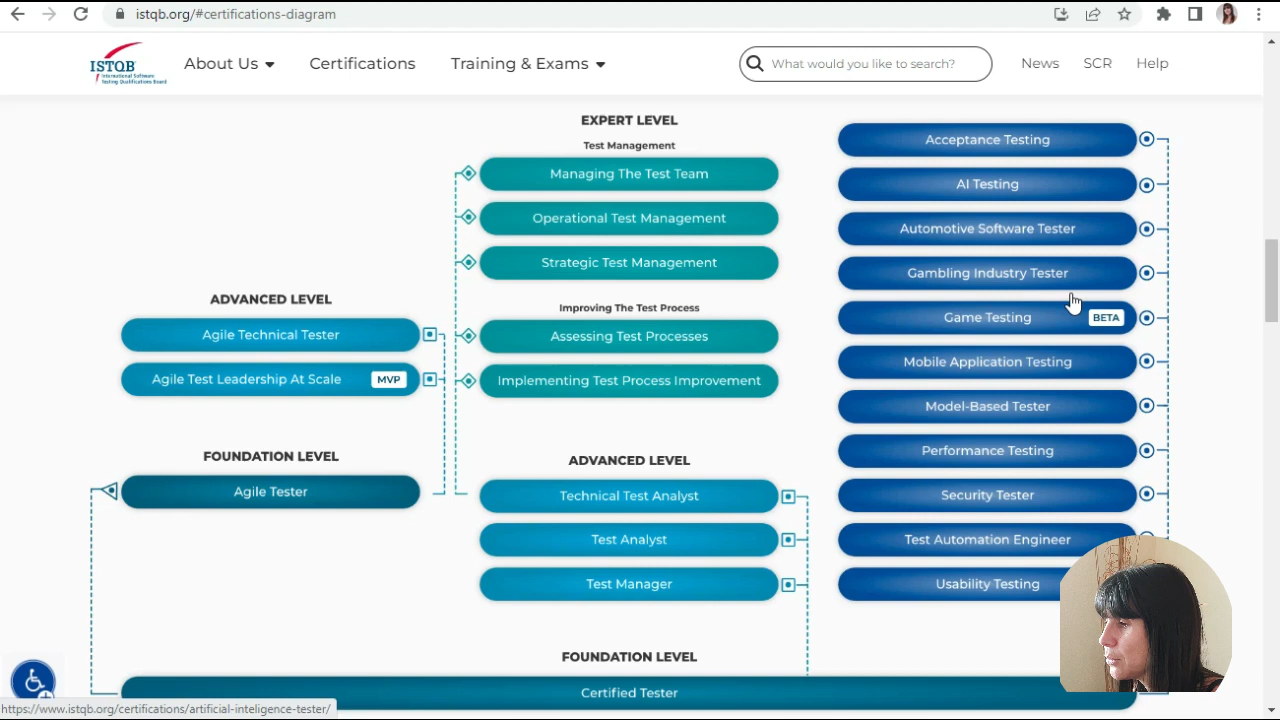 istqb.org/#certifications-diagram
ISTQB
International Software
Testing Qualifications Board
About Us
Certifications
Training & Exams
What would you like to search?
News
SCR
Help
EXPERT LEVEL
Test Management
Managing The Test Team
Operational Test Management
Strategic Test Management
Improving The Test Process
Assessing Test Processes
Implementing Test Process Improvement
ADVANCED LEVEL
Agile Technical Tester
Agile Test Leadership At Scale
MVP
FOUNDATION LEVEL
Agile Tester
ADVANCED LEVEL
Technical Test Analyst
Test Analyst
Test Manager
Acceptance Testing
AI Testing
Automotive Software Tester
Gambling Industry Tester
Game Testing
BETA
Mobile Application Testing
Model-Based Tester
Performance Testing
Security Tester
Test Automation Engineer
Usability Testing
FOUNDATION LEVEL
Certified Tester
https://www.istqb.org/certifications/artificial-inteligence-tester/